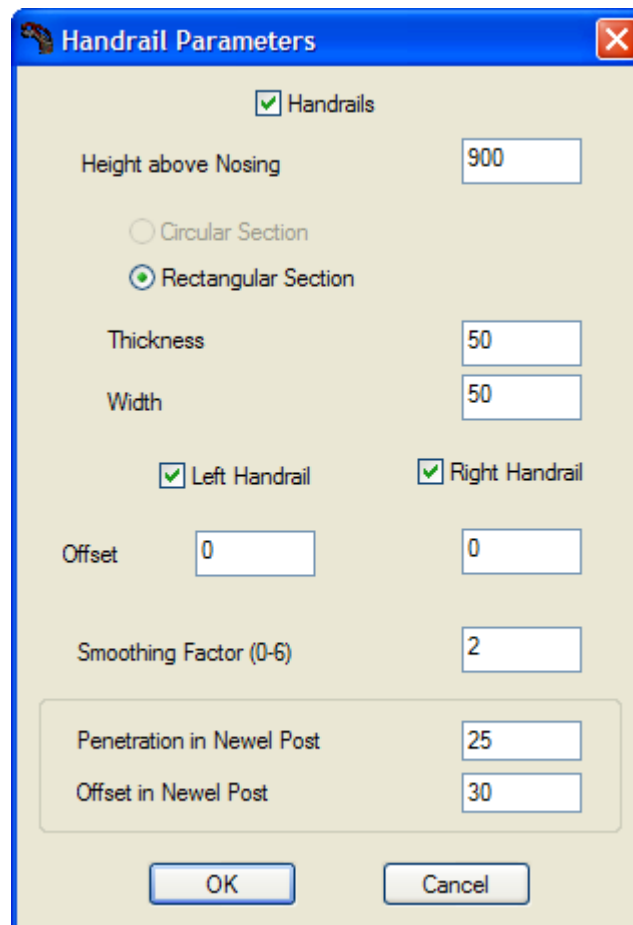 Handrail Parameters
Handrails
Height above Nosing 900
Circular Section
Rectangular Section
Thickness 50
Width 50
Left Handrail Right Handrail
Offset 0 0
Smoothing Factor (0-6) 2
Penetration in Newel Post 25
Offset in Newel Post 30
OK Cancel